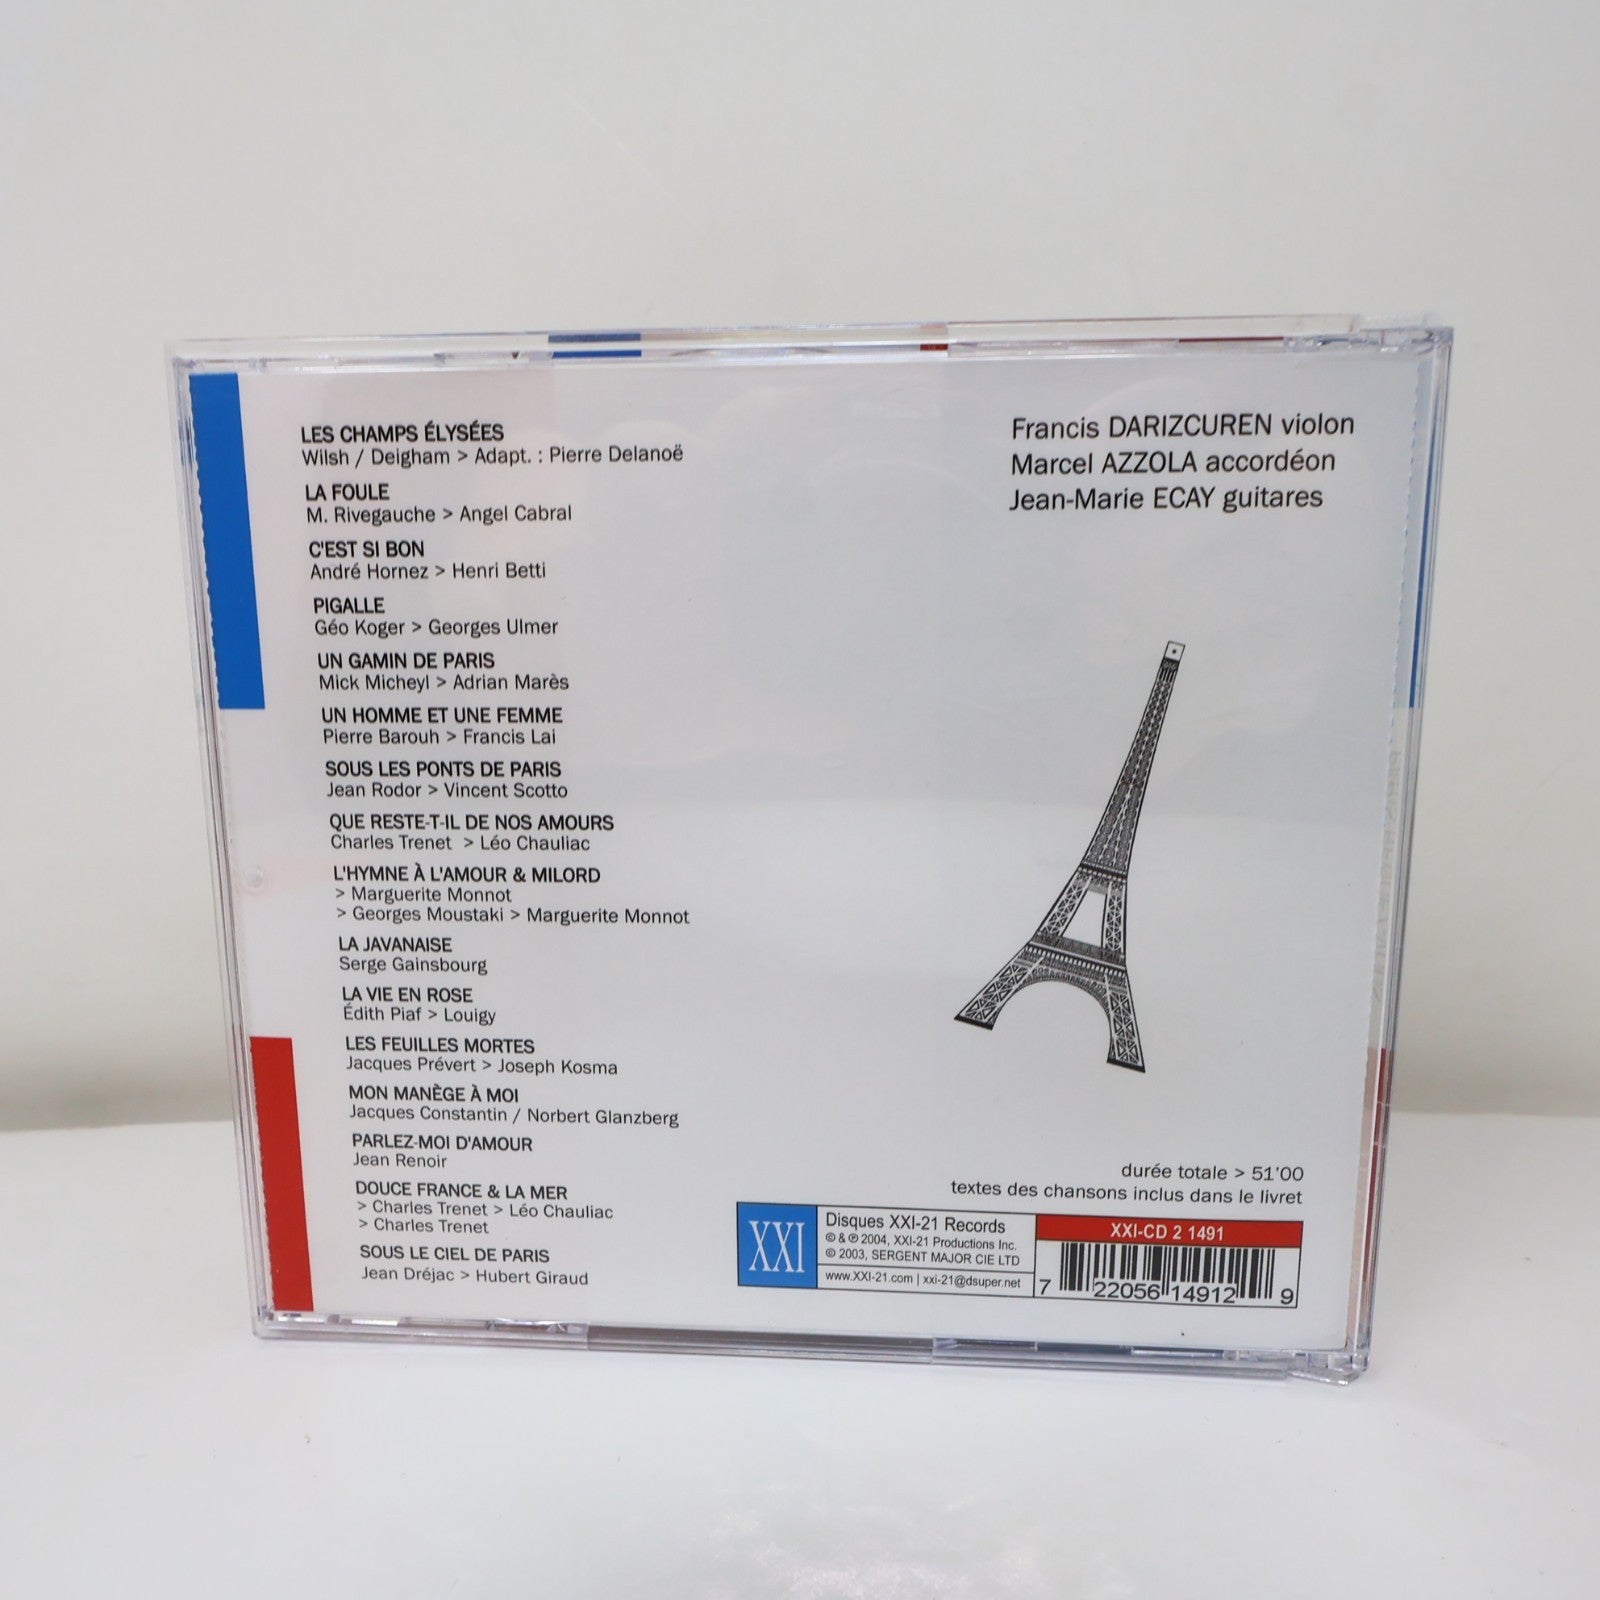 LES CHAMPS ÉLYSÉES
Wilsh / Deigham > Adapt. : Pierre Delanoë
LA FOULE
M. Rivegauche > Angel Cabral
C'EST SI BON
André Hornez > Henri Betti
PIGALLE
Géo Koger > Georges Ulmer
UN GAMIN DE PARIS
Mick Micheyl > Adrian Marès
UN HOMME ET UNE FEMME
Pierre Barouh > Francis Lai
SOUS LES PONTS DE PARIS
Jean Rodor > Vincent Scotto
QUE RESTE-T-IL DE NOS AMOURS
Charles Trenet > Léo Chauliac
L'HYMNE À L'AMOUR & MILORD
> Marguerite Monnot
> Georges Moustaki > Marguerite Monnot
LA JAVANAISE
Serge Gainsbourg
LA VIE EN ROSE
Édith Piaf > Louigy
LES FEUILLES MORTES
Jacques Prévert > Joseph Kosma
MON MANÈGE À MOI
Jacques Constantin / Norbert Glanzberg
PARLEZ-MOI D'AMOUR
Jean Renoir
DOUCE FRANCE & LA MER
> Charles Trenet > Léo Chauliac
> Charles Trenet
SOUS LE CIEL DE PARIS
Jean Dréjac > Hubert Giraud
Francis DARIZCUREN violon
Marcel AZZOLA accordéon
Jean-Marie ECAY guitares
durée totale > 51'00
textes des chansons inclus dans le livret
XXI
Disques XXI-21 Records
© & ℗ 2004, XXI-21 Productions Inc.
© 2003, SERGENT MAJOR CIE LTD
www.XXI-21.com | xxi-21@dsuper.net
XXI-CD 2 1491
7 22056 14912 9